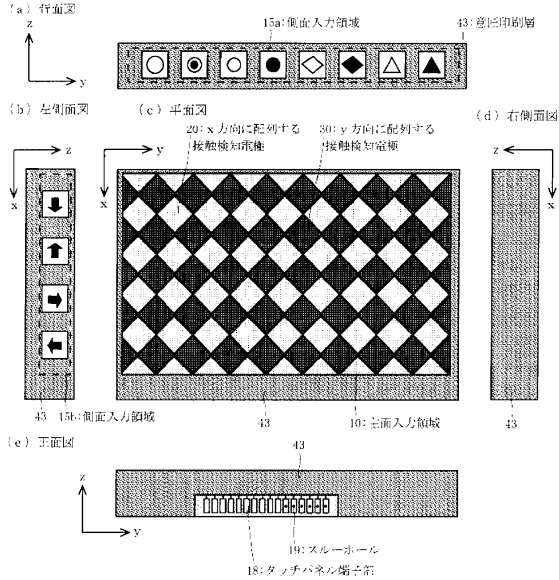 (a) 背面図
z
y
15a:側面入力領域
43:意匠印刷層
(b) 左側面図
(c) 平面図
(d) 右側面図
z
x
y
x
z
x
20:x方向に配列する
接触検知電極
30:y方向に配列する
接触検知電極
43
15b:側面入力領域
43
10:主面入力領域
43
(e) 正面図
z
y
43
19:スルーホール
18:タッチパネル端子部